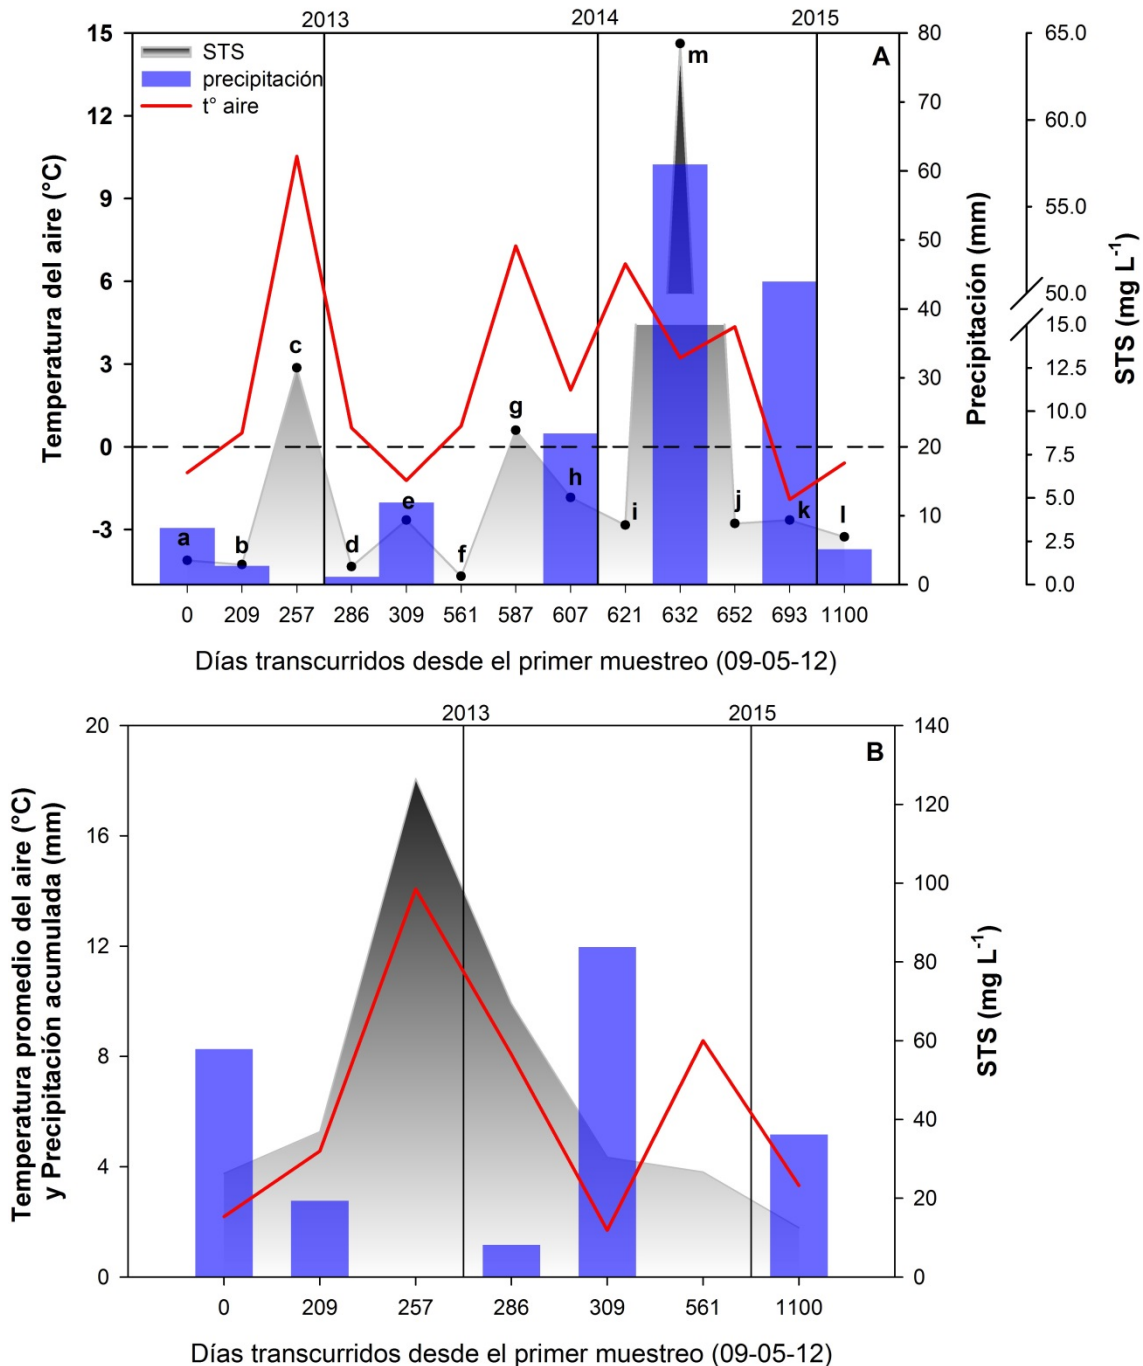 2013 2014 2015
15 80 65.0
STS
precipitación
t° aire
A
m
70
12 60.0
60
9 55.0
50
6 50.0
40
15.0
3 30 12.5
c
10.0
g
0 20 7.5
h
5.0
-3 10
a b d e f i j k l
2.5
0 0.0
Temperatura del aire (°C)
Precipitación (mm)
STS (mg L-1)
0 209 257 286 309 561 587 607 621 632 652 693 1100
Días transcurridos desde el primer muestreo (09-05-12)
2013 2015
20 140
B
120
16
100
12
80
8 60
40
4
20
0 0
Temperatura promedio del aire (°C)
y Precipitación acumulada (mm)
STS (mg L-1)
0 209 257 286 309 561 1100
Días transcurridos desde el primer muestreo (09-05-12)